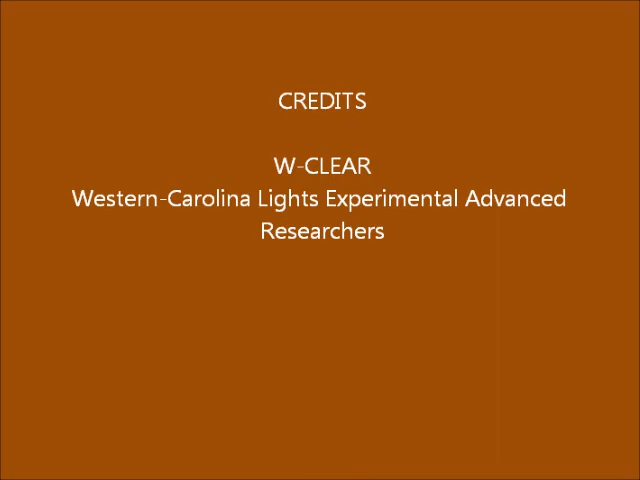 CREDITS
W-CLEAR
Western-Carolina Lights Experimental Advanced
Researchers